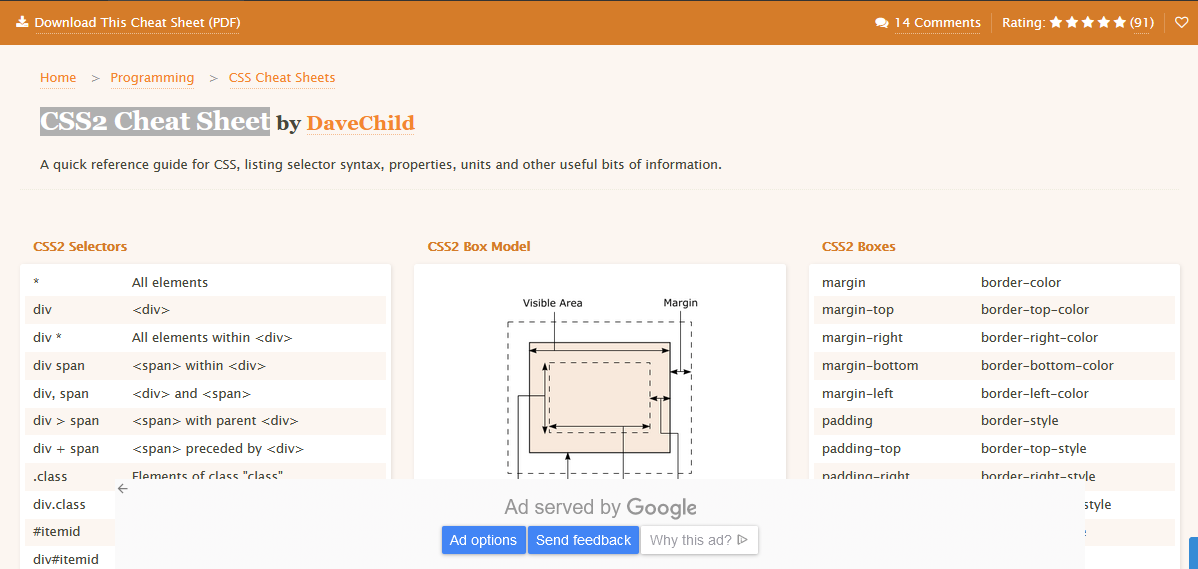 Download This Cheat Sheet (PDF)
14 Comments
Rating:
(91)
Home > Programming > CSS Cheat Sheets
CSS2 Cheat Sheet by DaveChild
A quick reference guide for CSS, listing selector syntax, properties, units and other useful bits of information.
CSS2 Selectors
* All elements
div <div>
div * All elements within <div>
div span <span> within <div>
div, span <div> and <span>
div > span <span> with parent <div>
div + span <span> preceded by <div>
.class Elements of class "class"
div.class
#itemid
div#itemid
CSS2 Box Model
Visible Area Margin
CSS2 Boxes
margin border-color
margin-top border-top-color
margin-right border-right-color
margin-bottom border-bottom-color
margin-left border-left-color
padding border-style
padding-top border-top-style
padding-right border-right-style
style
Ad served by Google
Ad options
Send feedback
Why this ad?